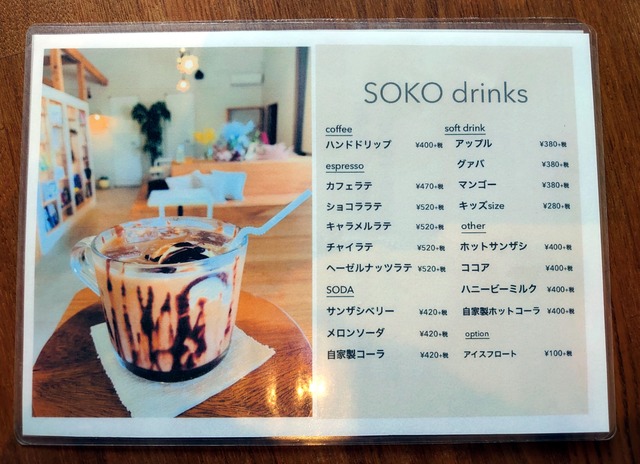 SOKO drinks
coffee
ハンドドリップ ¥400+税
espresso
カフェラテ ¥470+税
ショコララテ ¥520+税
キャラメルラテ ¥520+税
チャイラテ ¥520+税
ヘーゼルナッツラテ ¥520+税
SODA
サンザシベリー ¥420+税
メロンソーダ ¥420+税
自家製コーラ ¥420+税
soft drink
アップル ¥380+税
グァバ ¥380+税
マンゴー ¥380+税
キッズsize ¥280+税
other
ホットサンザシ ¥400+税
ココア ¥400+税
ハニービーミルク ¥400+税
自家製ホットコーラ ¥400+税
option
アイスフロート ¥100+税